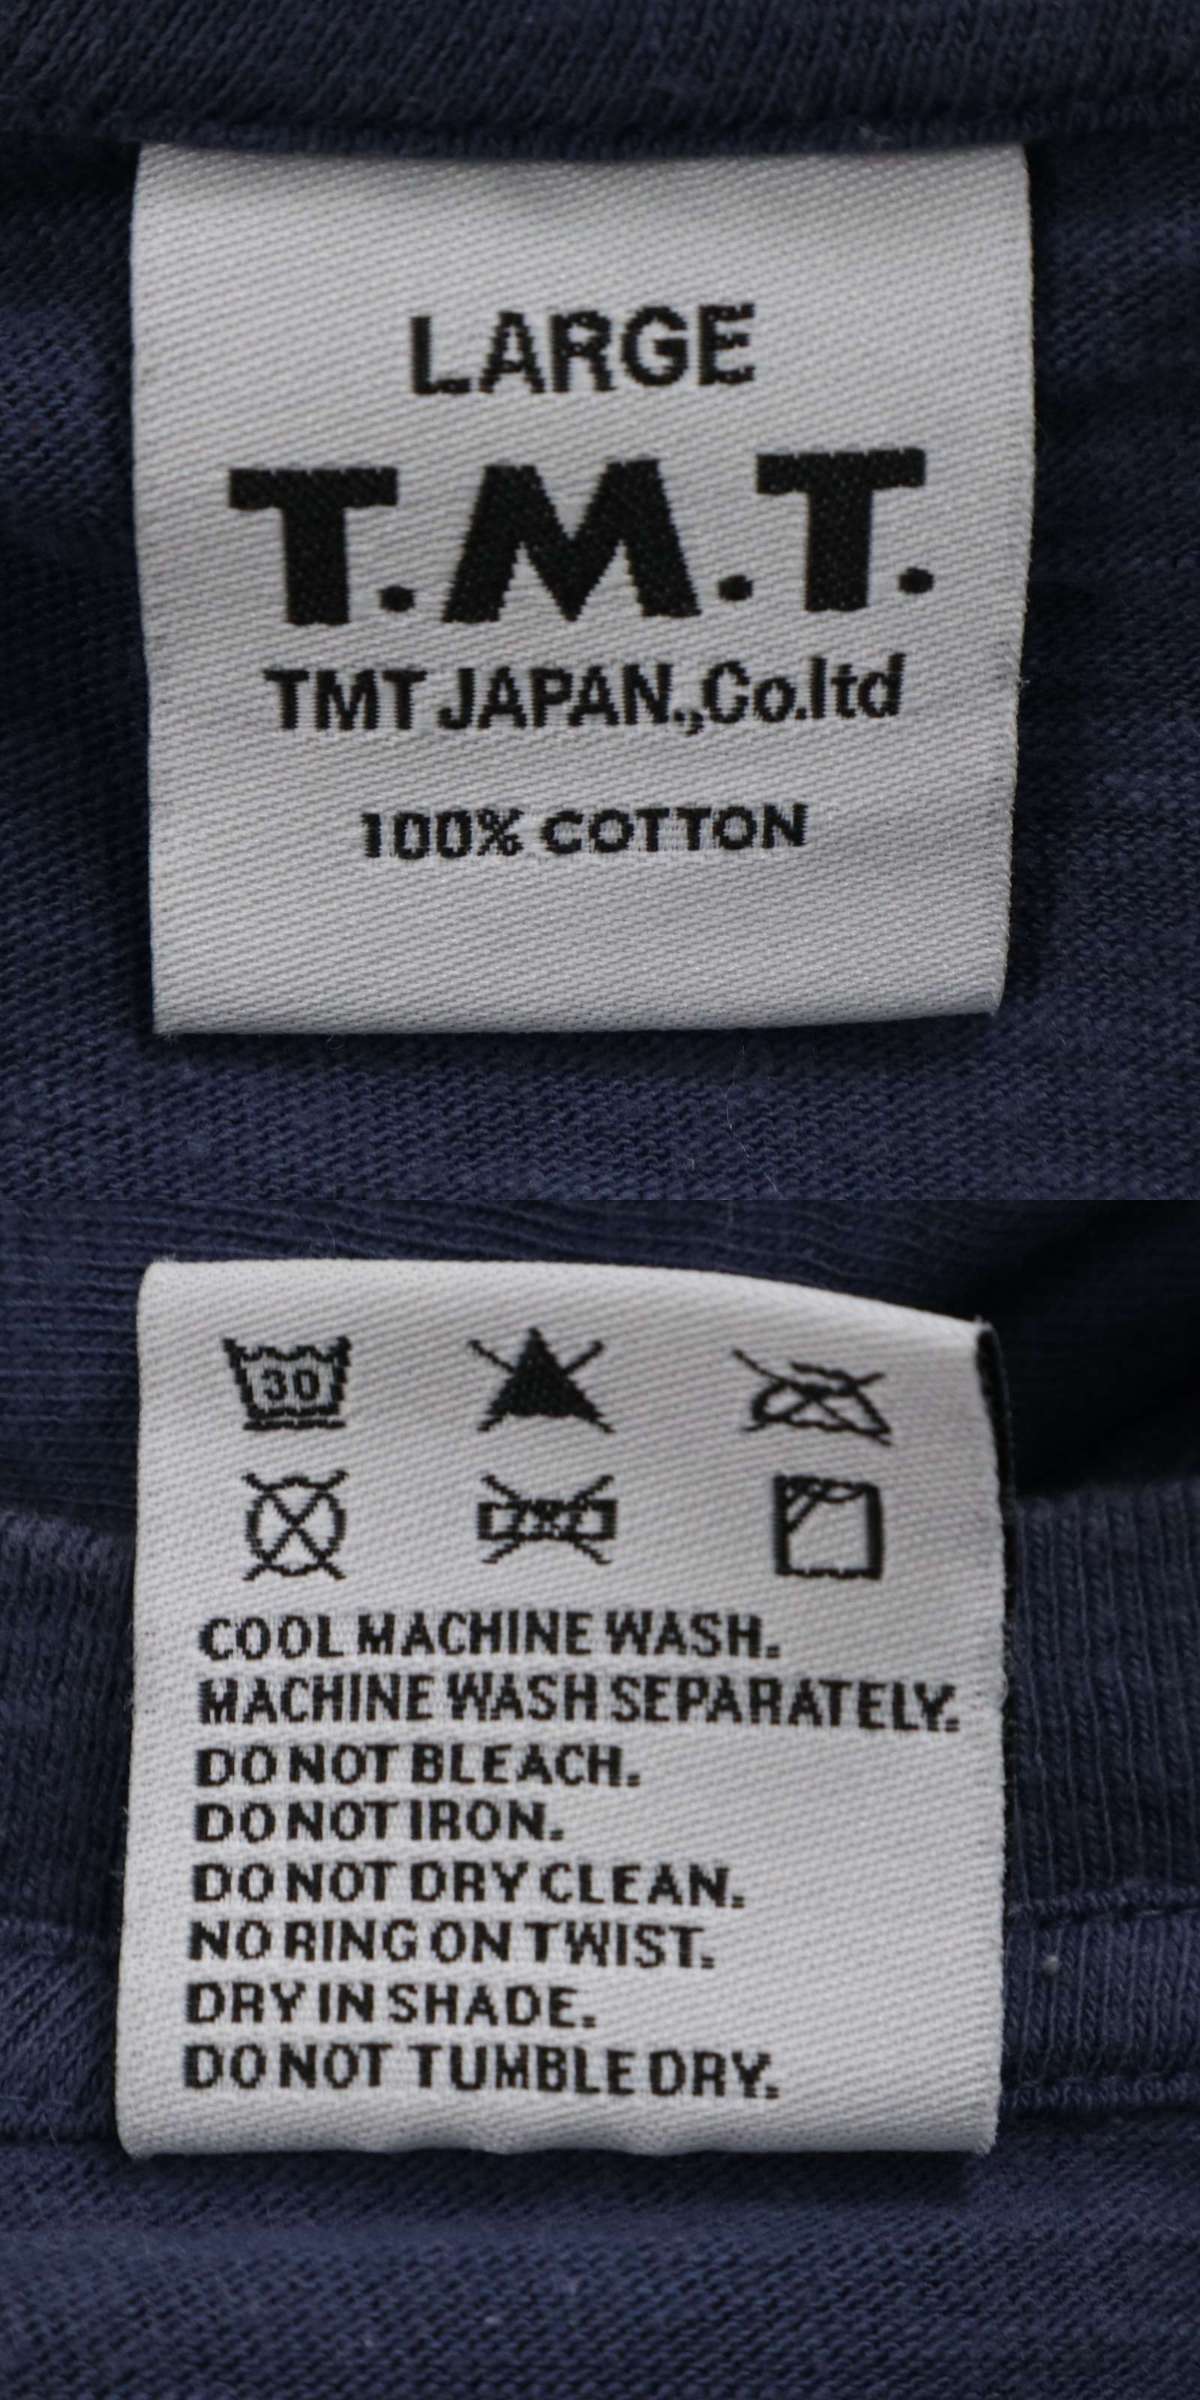 LARGE
T.M.T.
TMT JAPAN.,Co.ltd
100% COTTON
30
COOL MACHINE WASH.
MACHINE WASH SEPARATELY.
DO NOT BLEACH.
DO NOT IRON.
DO NOT DRY CLEAN.
NO RING ON TWIST.
DRY IN SHADE.
DO NOT TUMBLE DRY.